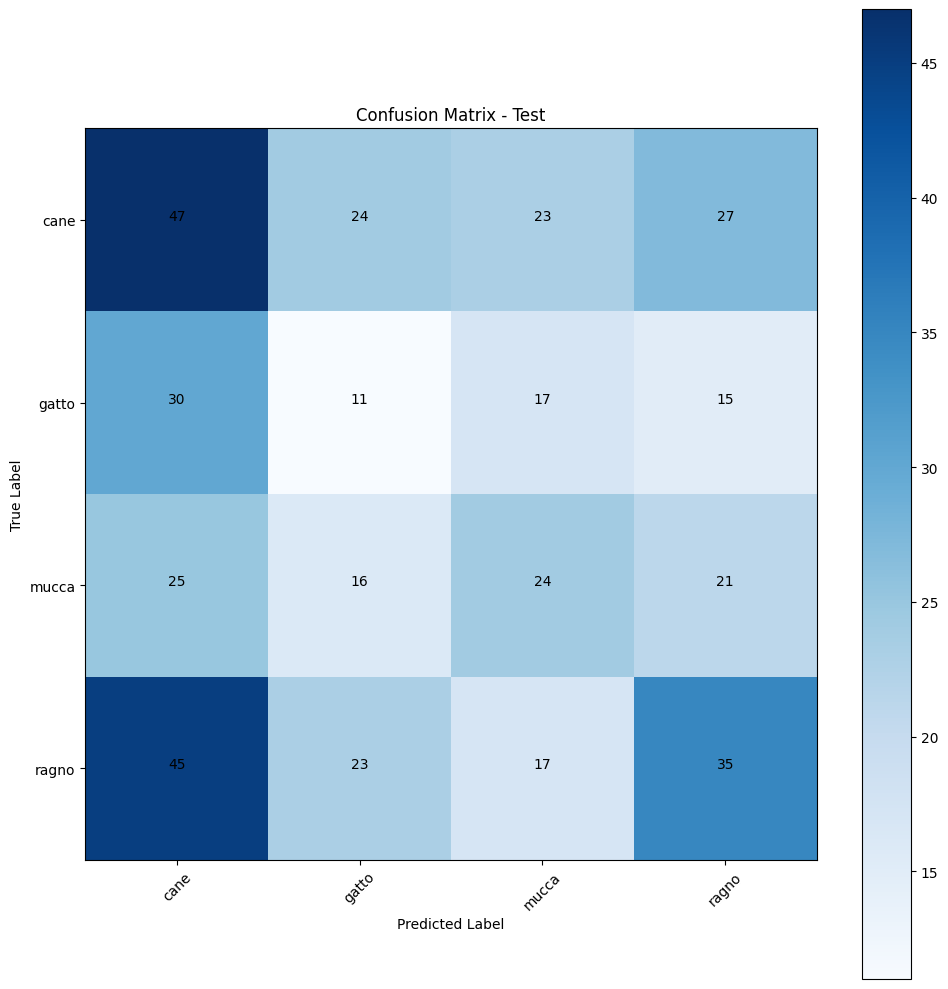 Confusion Matrix - Test
True Label
cane 47 24 23 27
gatto 30 11 17 15
mucca 25 16 24 21
ragno 45 23 17 35
cane gatto mucca ragno
Predicted Label
45
40
35
30
25
20
15